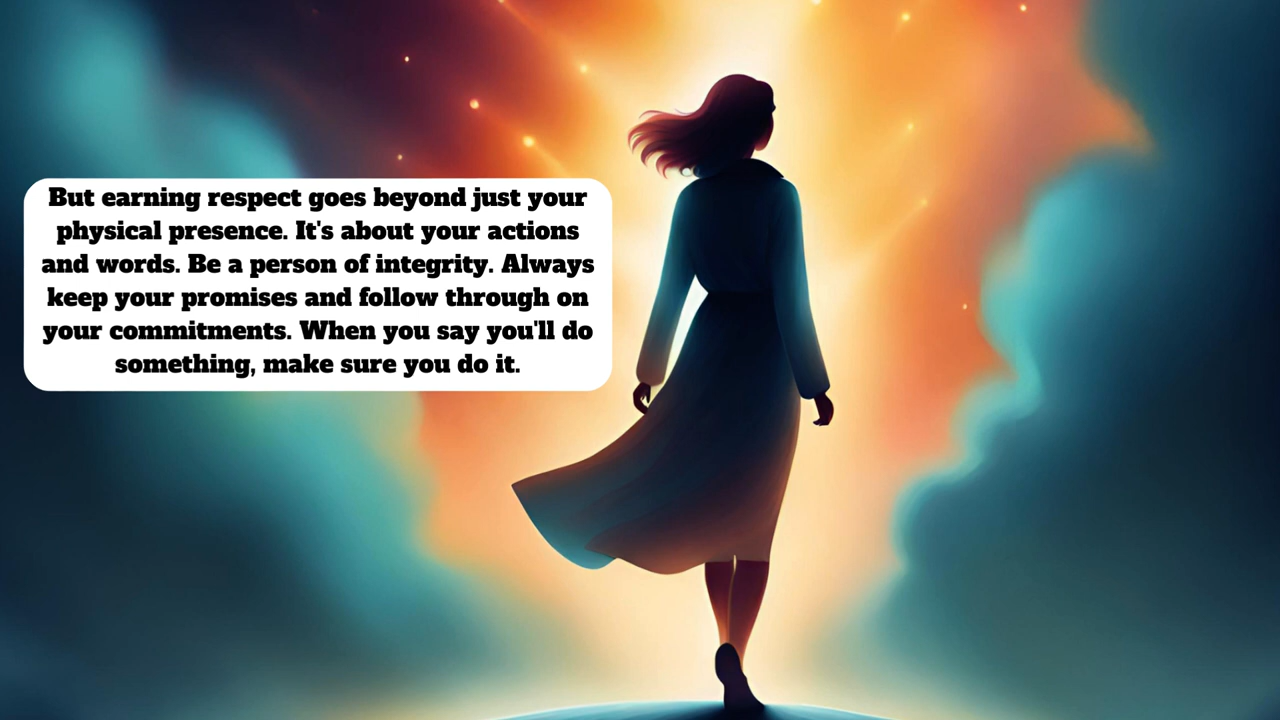 But earning respect goes beyond just your
physical presence. It's about your actions
and words. Be a person of integrity. Always
keep your promises and follow through on
your commitments. When you say you'll do
something, make sure you do it.